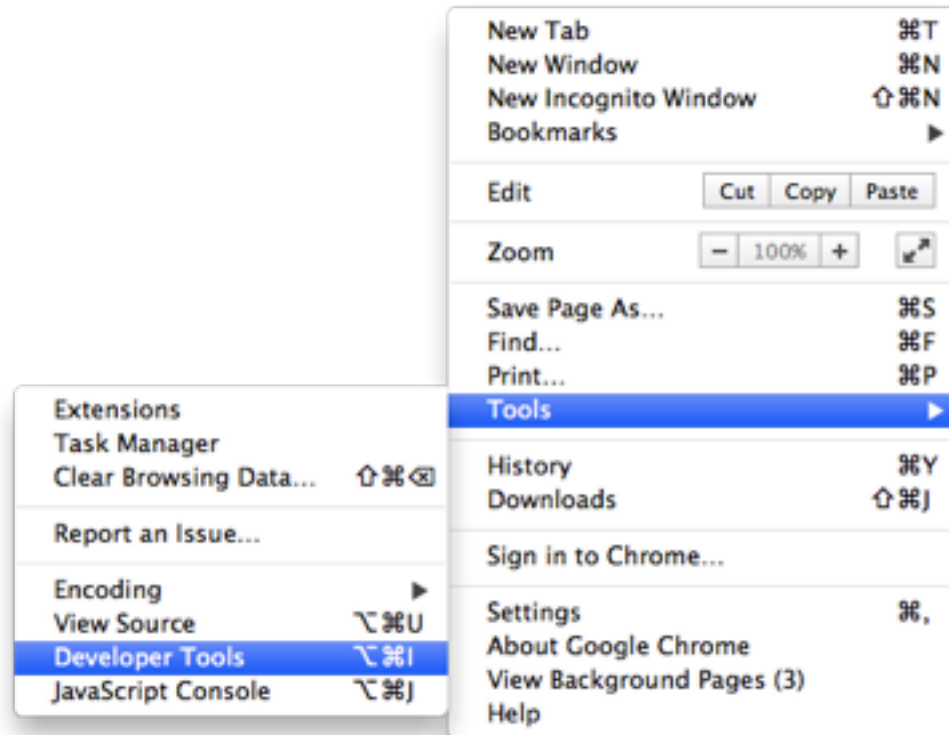 New Tab ⌘T
New Window ⌘N
New Incognito Window ⇧⌘N
Bookmarks ▶
Edit Cut Copy Paste
Zoom − 100% +
Save Page As... ⌘S
Find... ⌘F
Print... ⌘P
Tools ▶
History ⌘Y
Downloads ⇧⌘J
Sign in to Chrome...
Settings ⌘,
About Google Chrome
View Background Pages (3)
Help
Extensions
Task Manager
Clear Browsing Data... ⇧⌘⌫
Report an Issue...
Encoding ▶
View Source ⌥⌘U
Developer Tools ⌥⌘I
JavaScript Console ⌥⌘J